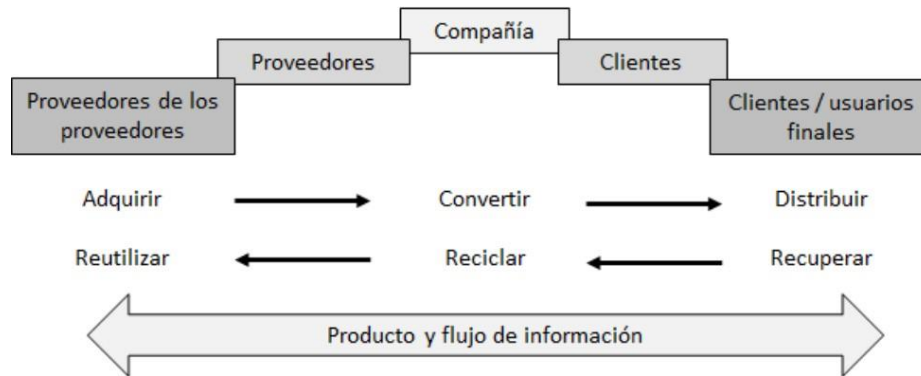 Compañía
Proveedores
Clientes
Proveedores de los
proveedores
Clientes / usuarios
finales
Adquirir
Convertir
Distribuir
Reutilizar
Reciclar
Recuperar
Producto y flujo de información